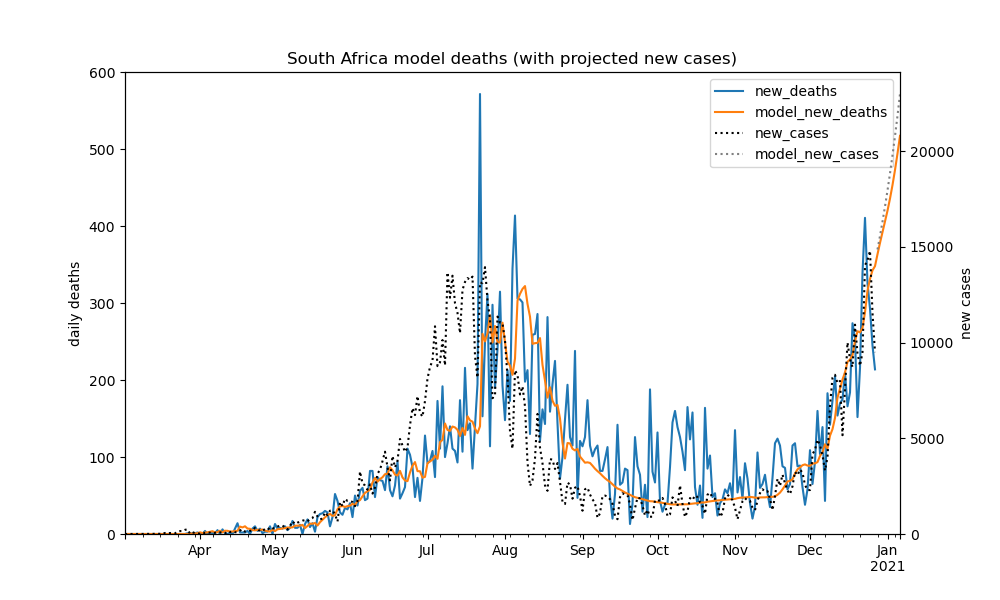 South Africa model deaths (with projected new cases)
600
500
400
300
200
100
0
daily deaths
new_deaths
model_new_deaths
new_cases
model_new_cases
20000
15000
10000
5000
0
new cases
Apr May Jun Jul Aug Sep Oct Nov Dec Jan
2021